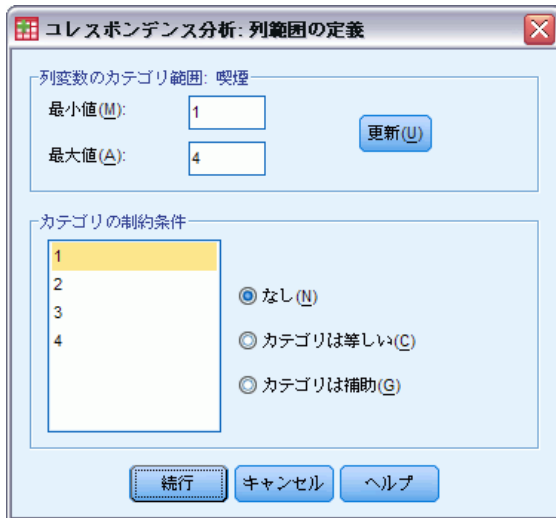 コレスポンデンス分析: 列範囲の定義
列変数のカテゴリ範囲: 喫煙
最小値(M):
1
最大値(A):
4
更新(U)
カテゴリの制約条件
1
2
3
4
なし(N)
カテゴリは等しい(C)
カテゴリは補助(G)
続行 キャンセル ヘルプ